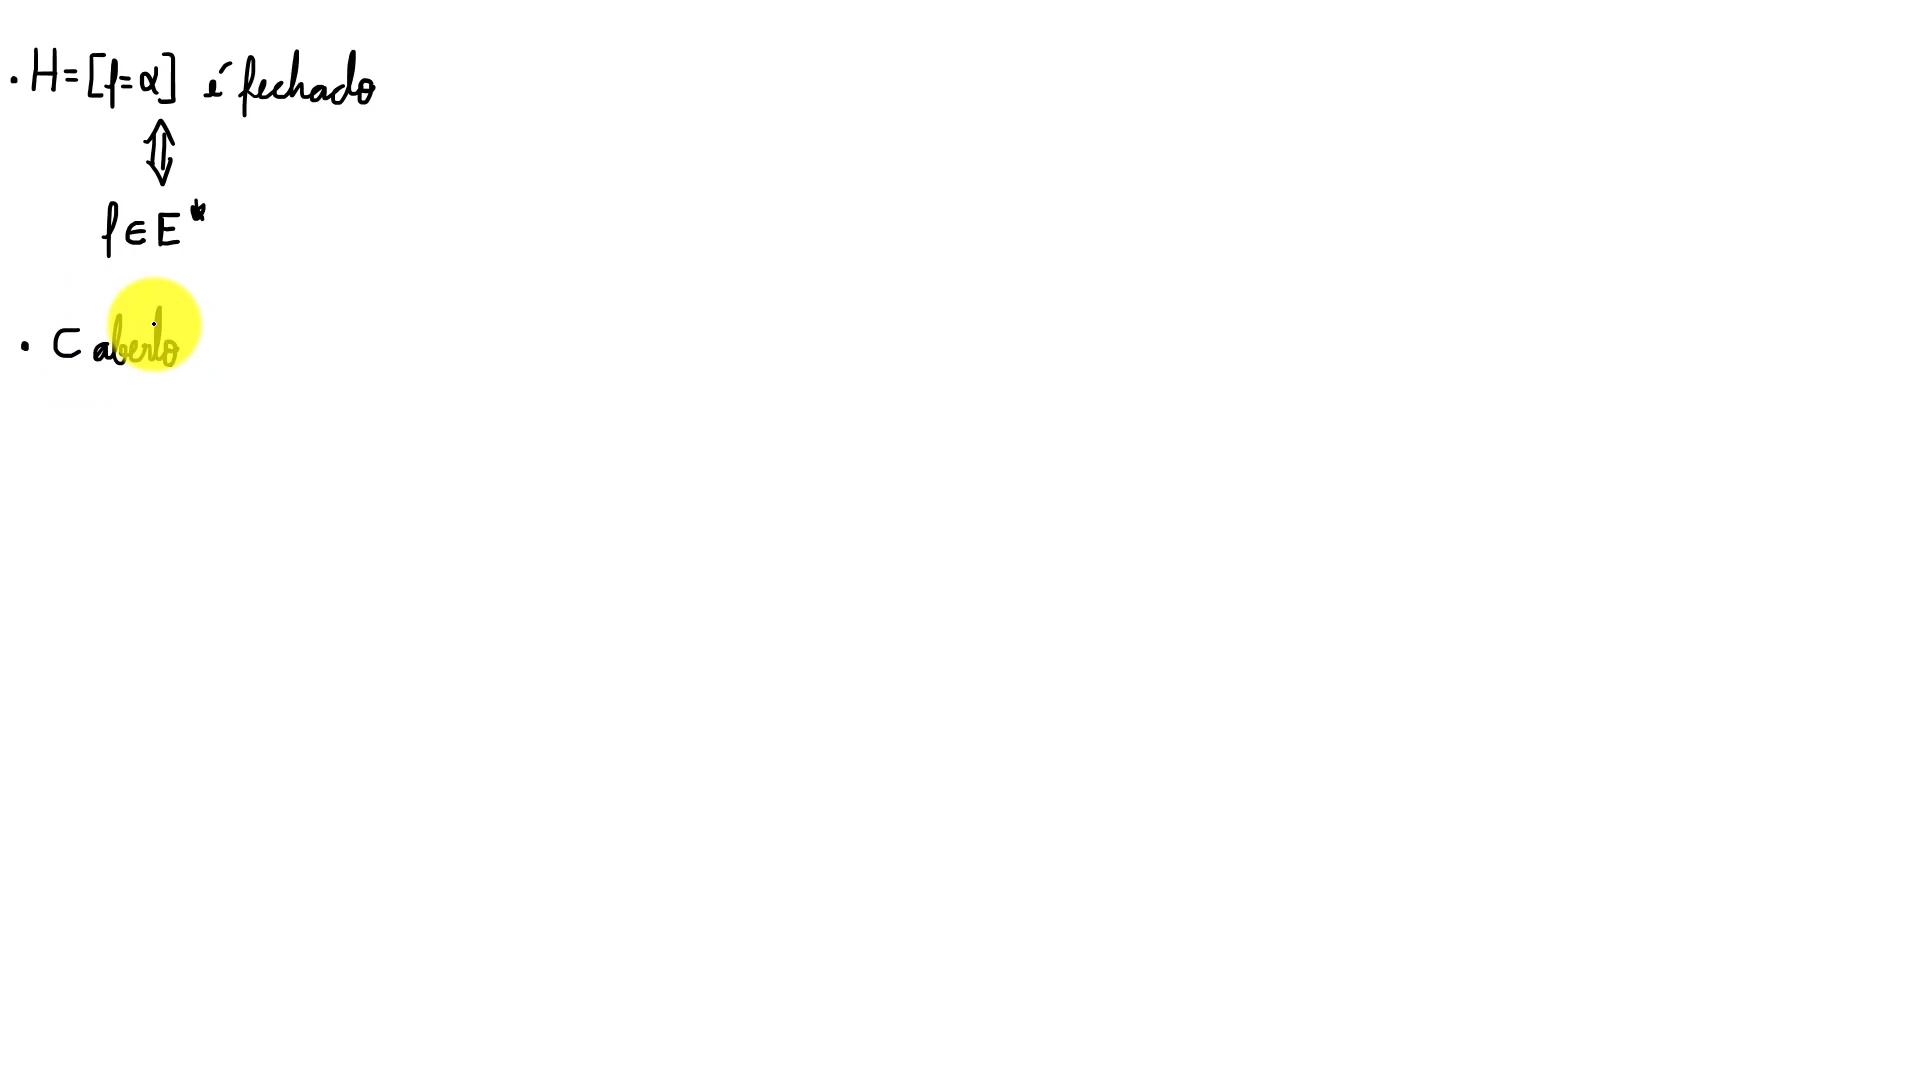 . H = [f = α] é fechado
⇕
f ∈ E*
. C aberto